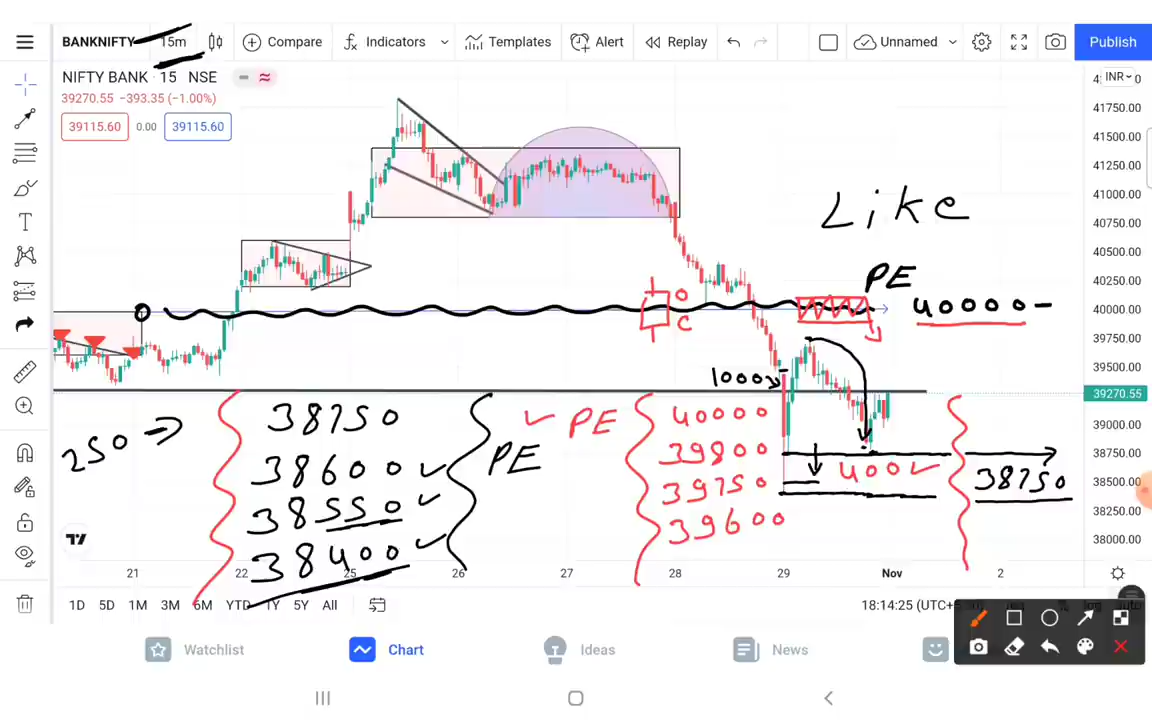 BANKNIFTY 15m Compare Indicators Templates Alert Replay Unnamed Publish
NIFTY BANK · 15 NSE
39270.55 −393.35 (−1.00%)
39115.60 0.00 39115.60
INR
41750.00
41500.00
41250.00
41000.00
40750.00
40500.00
40250.00
40000.00
39750.00
39500.00
39270.55
39000.00
38750.00
38500.00
38250.00
38000.00
Like
PE
40000-
O
C
1000
250
38750
38600
38550
38400
PE
PE
40000
39800
39750
39600
400
38750
21 22 25 26 27 28 29 Nov 2
1D 5D 1M 3M 6M YTD 1Y 5Y All
18:14:25 (UTC+5:30)
Watchlist Chart Ideas News